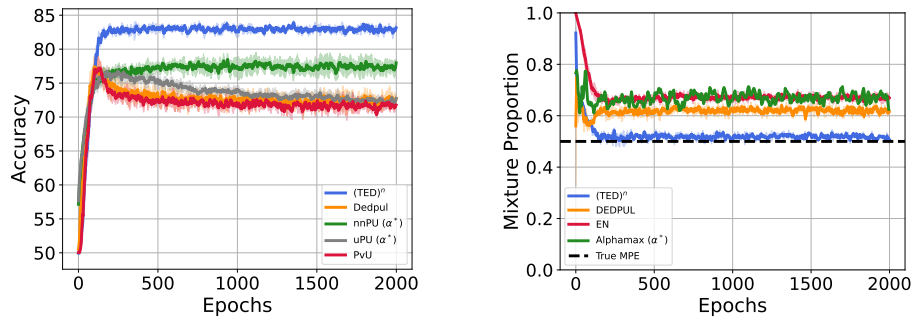 85
80
75
70
65
60
55
50
Accuracy
0
500
1000
1500
2000
Epochs
(TED)^n
Dedpul
nnPU (α*)
uPU (α*)
PvU
1.0
0.8
0.6
0.4
0.2
0.0
Mixture Proportion
0
500
1000
1500
2000
Epochs
(TED)^n
DEDPUL
EN
Alphamax (α*)
True MPE